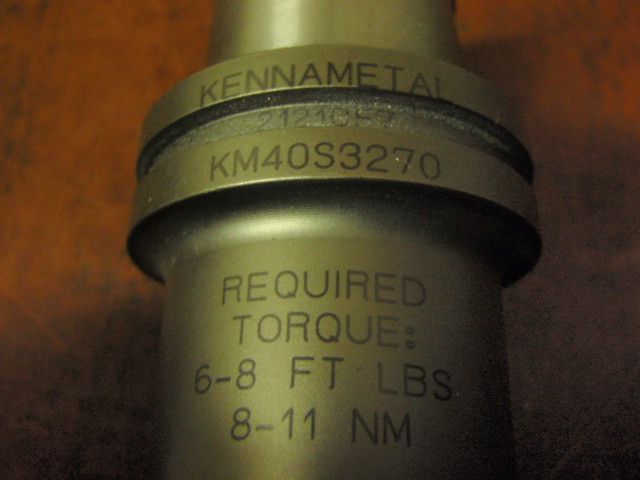 KENNAMETAL
KM40S3270
REQUIRED
TORQUE:
6-8 FT LBS
8-11 NM